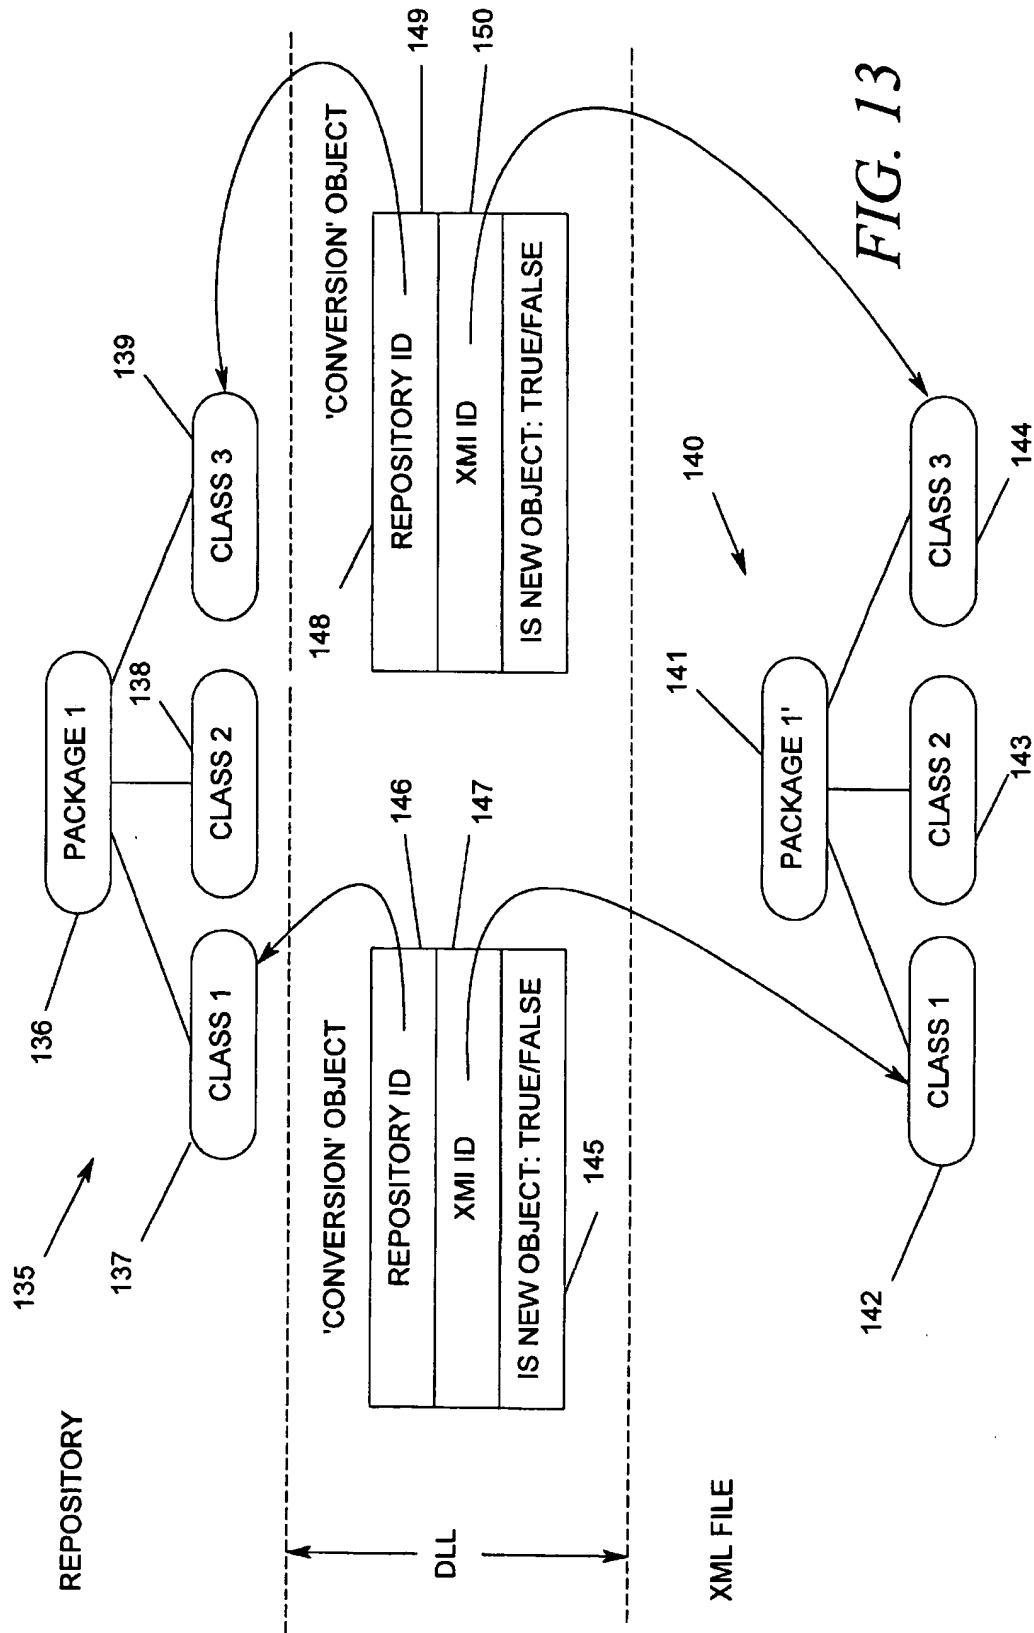 REPOSITORY
135
136
PACKAGE 1
137
CLASS 1
138
CLASS 2
139
CLASS 3
DLL
'CONVERSION' OBJECT
REPOSITORY ID
146
XMI ID
147
IS NEW OBJECT: TRUE/FALSE
145
'CONVERSION' OBJECT
148
REPOSITORY ID
149
XMI ID
150
IS NEW OBJECT: TRUE/FALSE
XML FILE
140
141
PACKAGE 1'
CLASS 1
142
CLASS 2
143
CLASS 3
144
FIG. 13